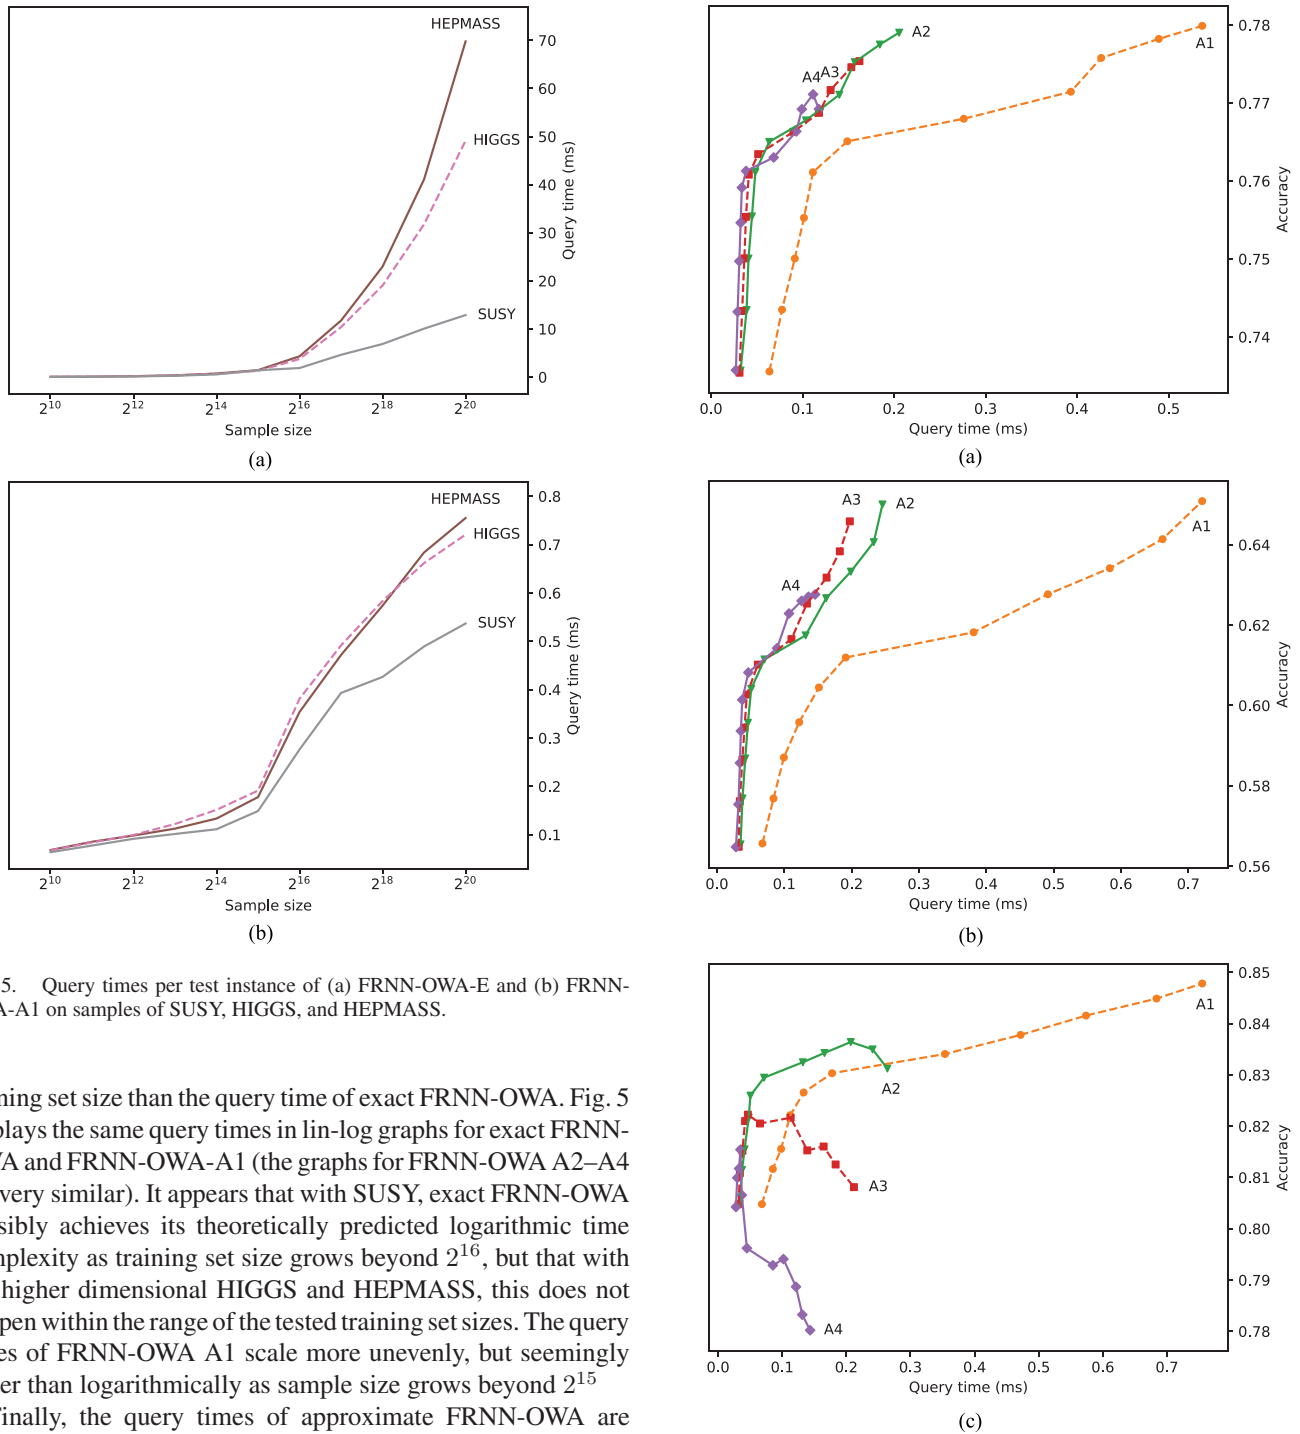 HEPMASS
HIGGS
SUSY
70
60
50
40
30
20
10
0
Query time (ms)
2^10 2^12 2^14 2^16 2^18 2^20
Sample size
(a)
HEPMASS
HIGGS
SUSY
0.8
0.7
0.6
0.5
0.4
0.3
0.2
0.1
Query time (ms)
2^10 2^12 2^14 2^16 2^18 2^20
Sample size
(b)
5. Query times per test instance of (a) FRNN-OWA-E and (b) FRNN-
A-A1 on samples of SUSY, HIGGS, and HEPMASS.
ning set size than the query time of exact FRNN-OWA. Fig. 5
plays the same query times in lin-log graphs for exact FRNN-
VA and FRNN-OWA-A1 (the graphs for FRNN-OWA A2–A4
very similar). It appears that with SUSY, exact FRNN-OWA
sibly achieves its theoretically predicted logarithmic time
mplexity as training set size grows beyond 2^16, but that with
higher dimensional HIGGS and HEPMASS, this does not
pen within the range of the tested training set sizes. The query
es of FRNN-OWA A1 scale more unevenly, but seemingly
er than logarithmically as sample size grows beyond 2^15
inally, the query times of approximate FRNN-OWA are
A2
A1
A4 A3
0.78
0.77
0.76
0.75
0.74
Accuracy
0.0 0.1 0.2 0.3 0.4 0.5
Query time (ms)
(a)
A3
A2
A1
A4
0.64
0.62
0.60
0.58
0.56
Accuracy
0.0 0.1 0.2 0.3 0.4 0.5 0.6 0.7
Query time (ms)
(b)
A1
A2
A3
A4
0.85
0.84
0.83
0.82
0.81
0.80
0.79
0.78
Accuracy
0.0 0.1 0.2 0.3 0.4 0.5 0.6 0.7
Query time (ms)
(c)